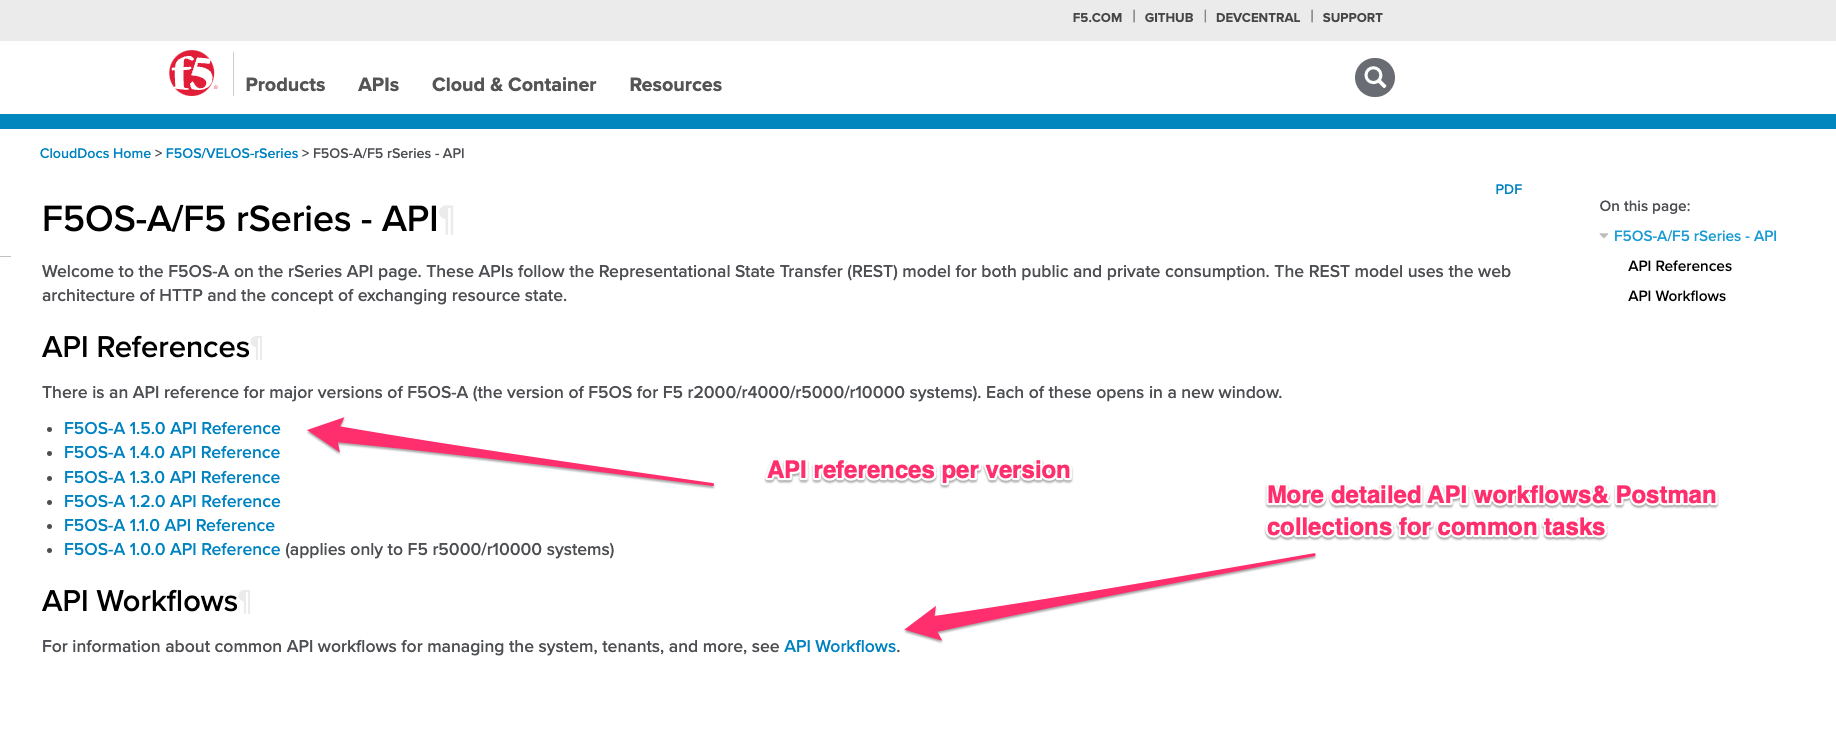 F5.COM | GITHUB | DEVCENTRAL | SUPPORT
f5 Products APIs Cloud & Container Resources
CloudDocs Home > F5OS/VELOS-rSeries > F5OS-A/F5 rSeries - API
PDF
On this page:
F5OS-A/F5 rSeries - API
API References
API Workflows
F5OS-A/F5 rSeries - API¶
Welcome to the F5OS-A on the rSeries API page. These APIs follow the Representational State Transfer (REST) model for both public and private consumption. The REST model uses the web
architecture of HTTP and the concept of exchanging resource state.
API References¶
There is an API reference for major versions of F5OS-A (the version of F5OS for F5 r2000/r4000/r5000/r10000 systems). Each of these opens in a new window.
• F5OS-A 1.5.0 API Reference
• F5OS-A 1.4.0 API Reference
• F5OS-A 1.3.0 API Reference
• F5OS-A 1.2.0 API Reference
• F5OS-A 1.1.0 API Reference
• F5OS-A 1.0.0 API Reference (applies only to F5 r5000/r10000 systems)
API references per version
More detailed API workflows& Postman
collections for common tasks
API Workflows¶
For information about common API workflows for managing the system, tenants, and more, see API Workflows.